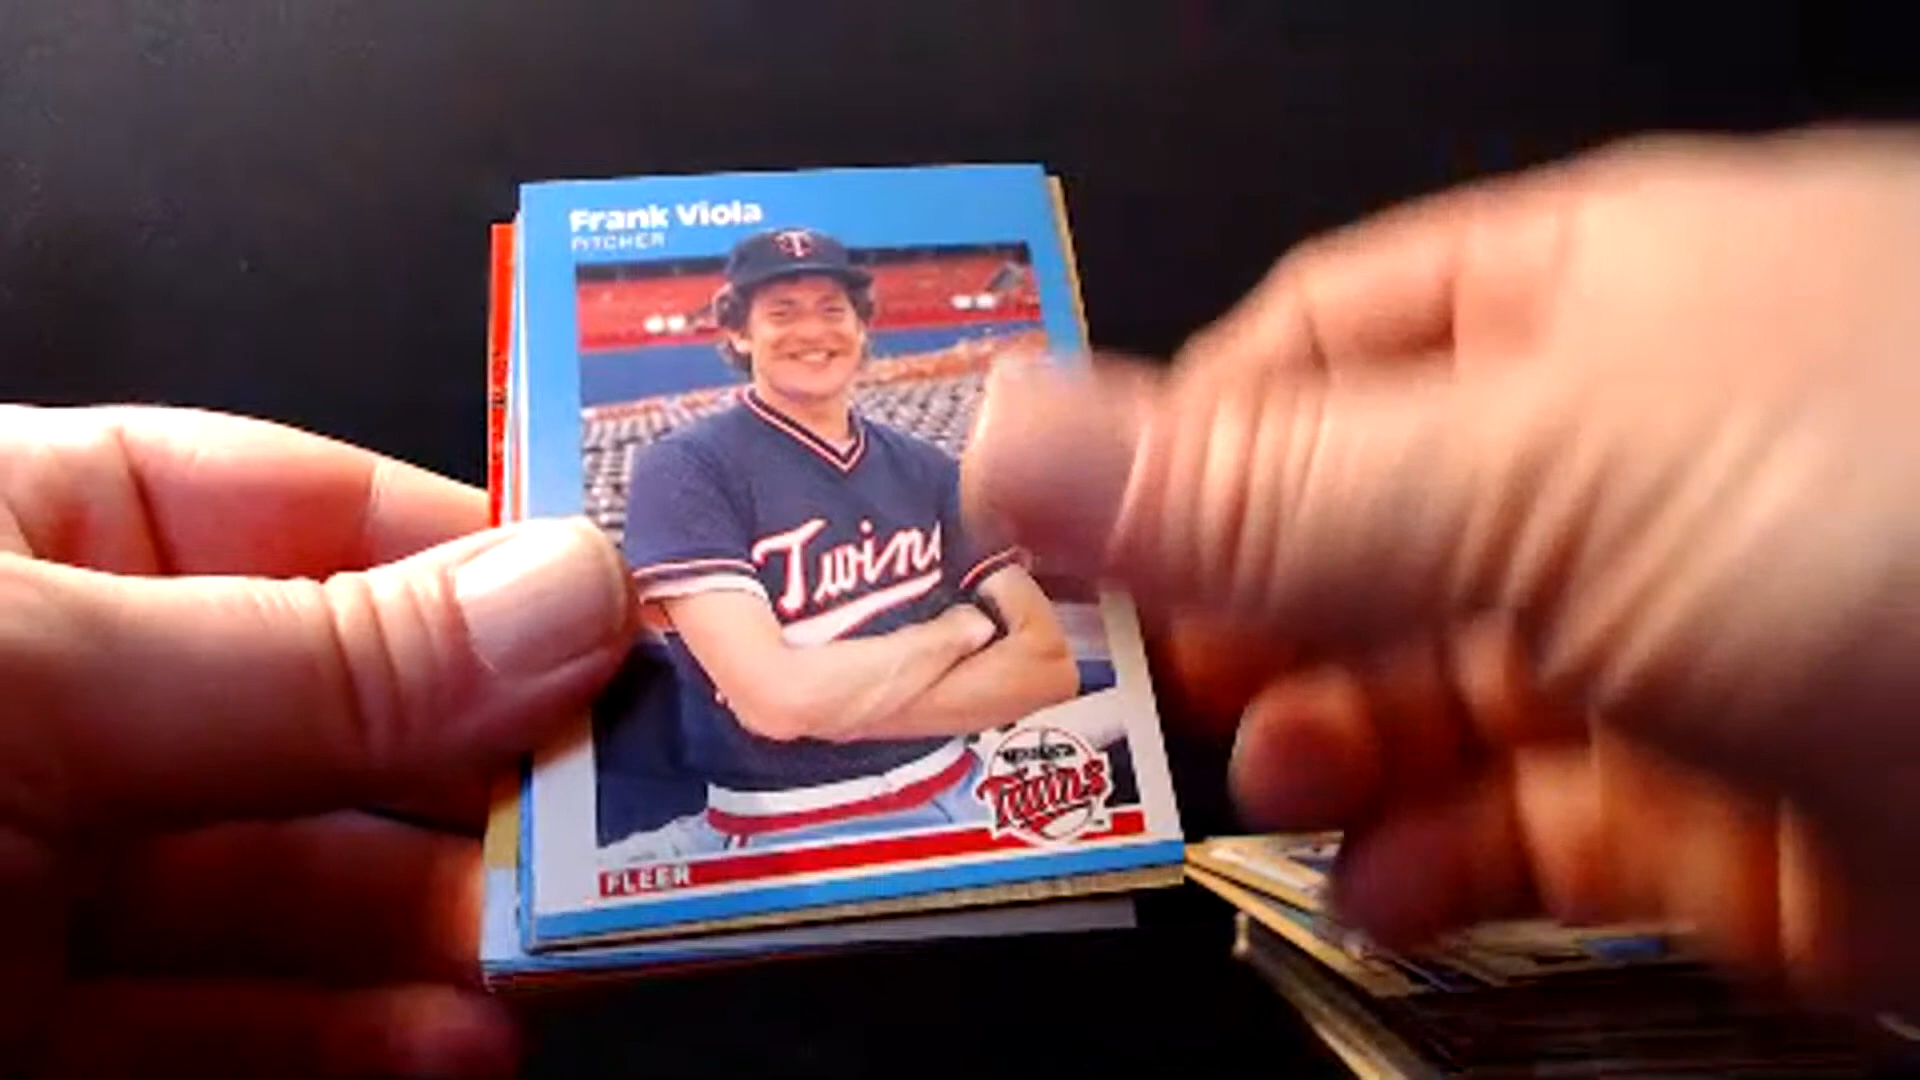 Frank Viola
PITCHER
T
Twins
Twins
FLEER